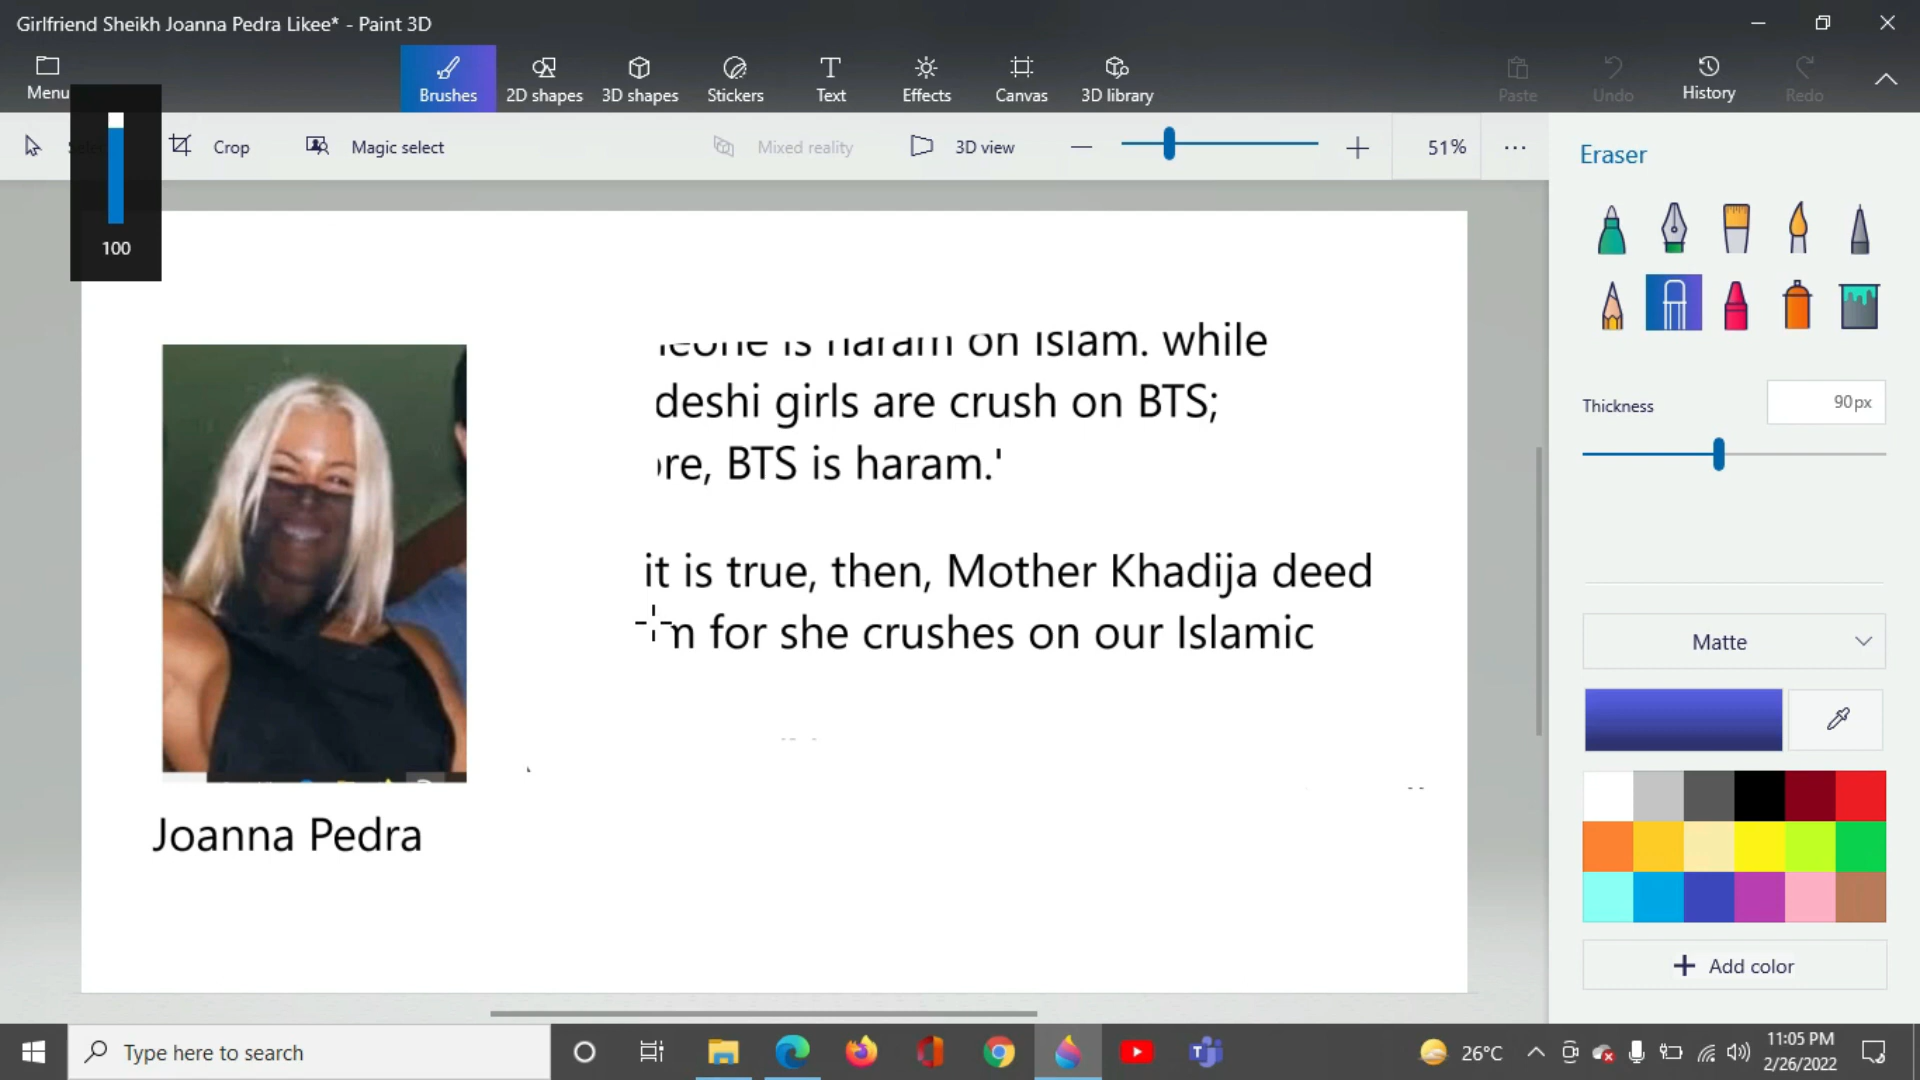 Girlfriend Sheikh Joanna Pedra Likee* - Paint 3D
Menu
Brushes
2D shapes
3D shapes
Stickers
Text
Effects
Canvas
3D library
Paste
Undo
History
Redo
Crop
Magic select
Mixed reality
3D view
51%
100
Eraser
Thickness
90px
Matte
Add color
is haram on Islam. while
deshi girls are crush on BTS;
re, BTS is haram.'
it is true, then, Mother Khadija deed
m for she crushes on our Islamic
Joanna Pedra
Type here to search
26°C
11:05 PM
2/26/2022